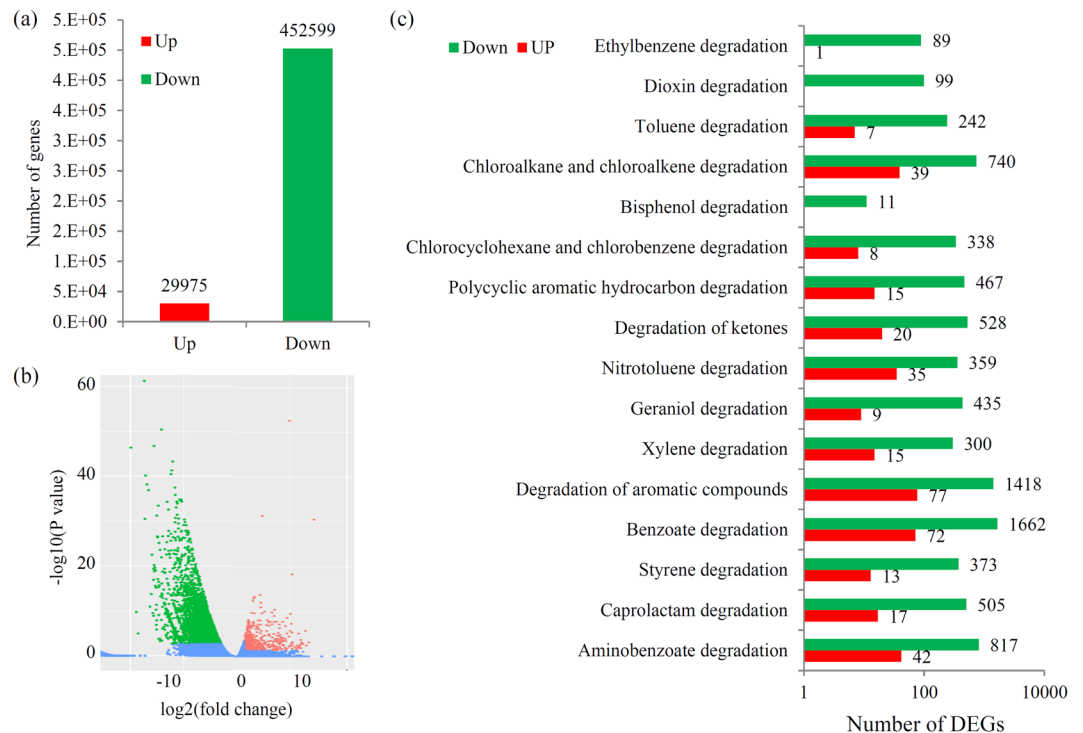 (a)
5.E+05
5.E+05
4.E+05
4.E+05
3.E+05
3.E+05
2.E+05
2.E+05
1.E+05
5.E+04
0.E+00
Number of genes
Up
Down
452599
29975
Up
Down
(b)
60
40
20
0
-log10(P value)
-10
0
10
log2(fold change)
(c)
Down
UP
Ethylbenzene degradation
89
1
Dioxin degradation
99
Toluene degradation
242
7
Chloroalkane and chloroalkene degradation
740
39
Bisphenol degradation
11
Chlorocyclohexane and chlorobenzene degradation
338
8
Polycyclic aromatic hydrocarbon degradation
467
15
Degradation of ketones
528
20
Nitrotoluene degradation
359
35
Geraniol degradation
435
9
Xylene degradation
300
15
Degradation of aromatic compounds
1418
77
Benzoate degradation
1662
72
Styrene degradation
373
13
Caprolactam degradation
505
17
Aminobenzoate degradation
817
42
1
100
10000
Number of DEGs